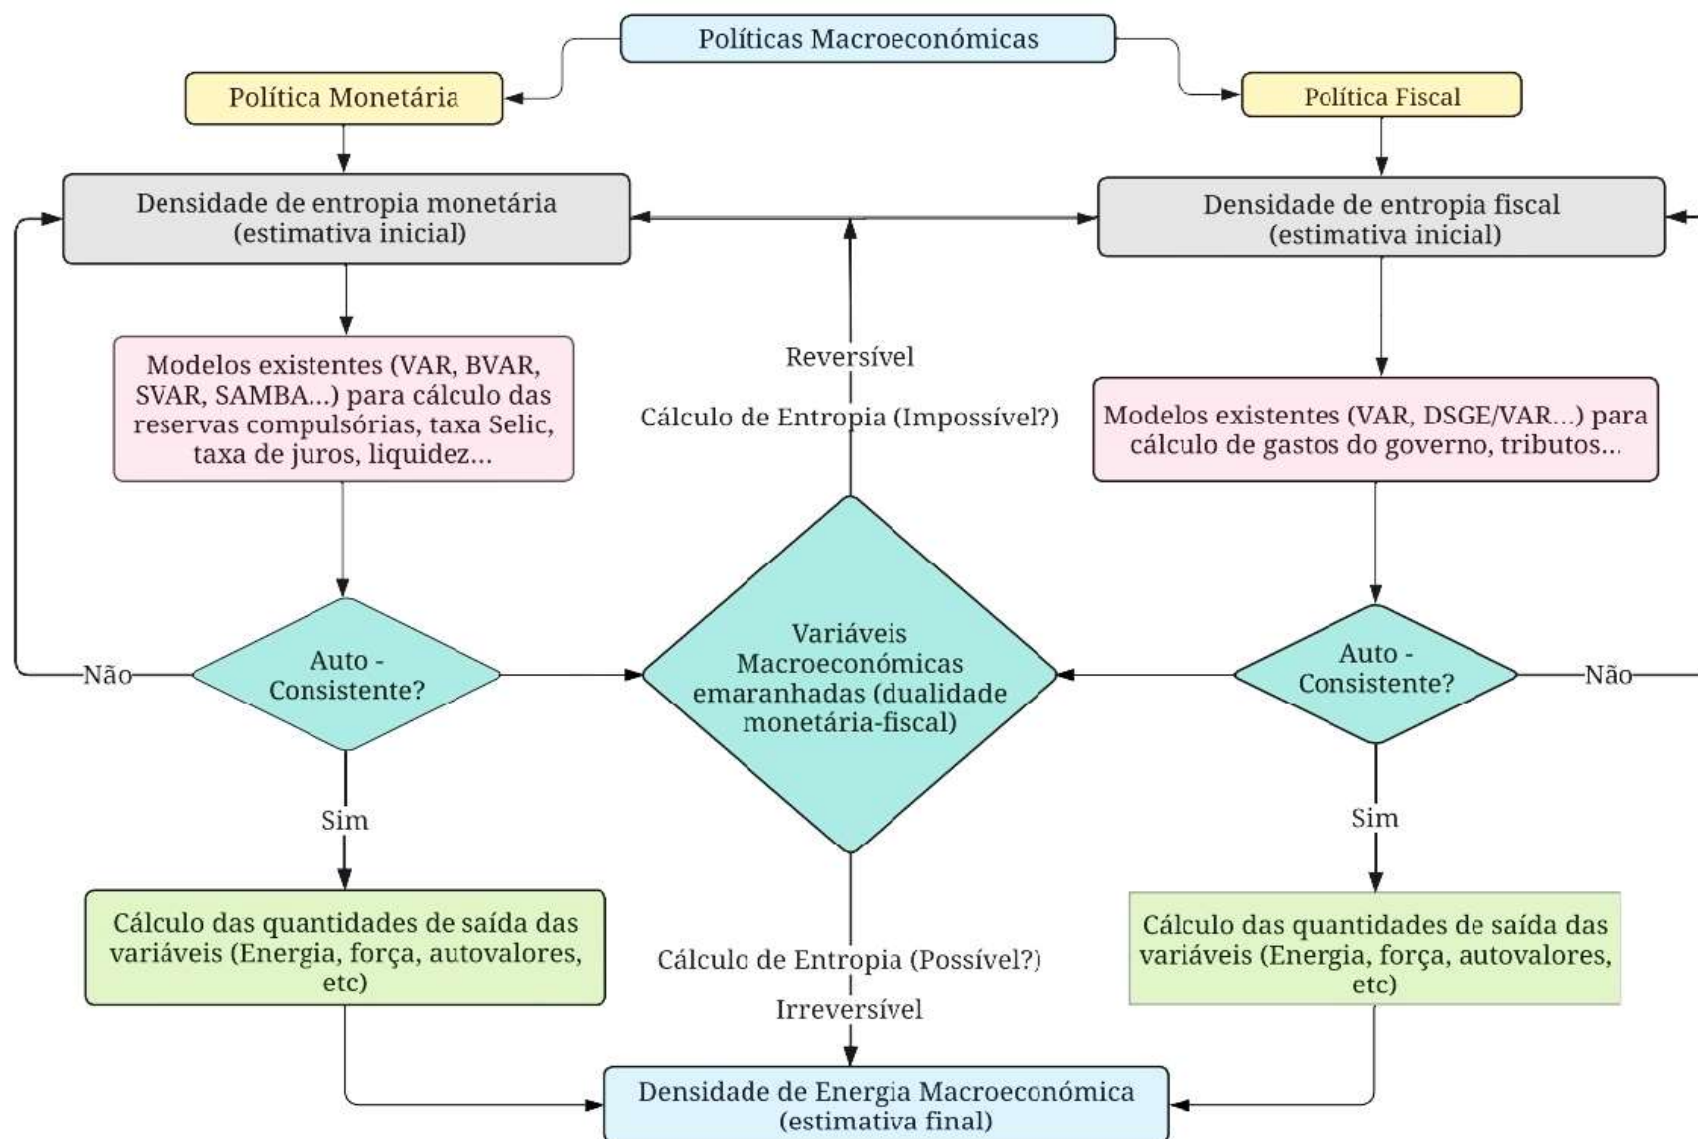 Políticas Macroeconómicas
Política Monetária
Política Fiscal
Densidade de entropia monetária
(estimativa inicial)
Densidade de entropia fiscal
(estimativa inicial)
Modelos existentes (VAR, BVAR,
SVAR, SAMBA...) para cálculo das
reservas compulsórias, taxa Selic,
taxa de juros, liquidez...
Reversível
Cálculo de Entropia (Impossível?)
Modelos existentes (VAR, DSGE/VAR...) para
cálculo de gastos do governo, tributos...
Não
Auto -
Consistente?
Variáveis
Macroeconómicas
emaranhadas (dualidade
monetária-fiscal)
Auto -
Consistente?
Não
Sim
Sim
Cálculo das quantidades de saída das
variáveis (Energia, força, autovalores,
etc)
Cálculo de Entropia (Possível?)
Irreversível
Cálculo das quantidades de saída das
variáveis (Energia, força, autovalores,
etc)
Densidade de Energia Macroeconómica
(estimativa final)